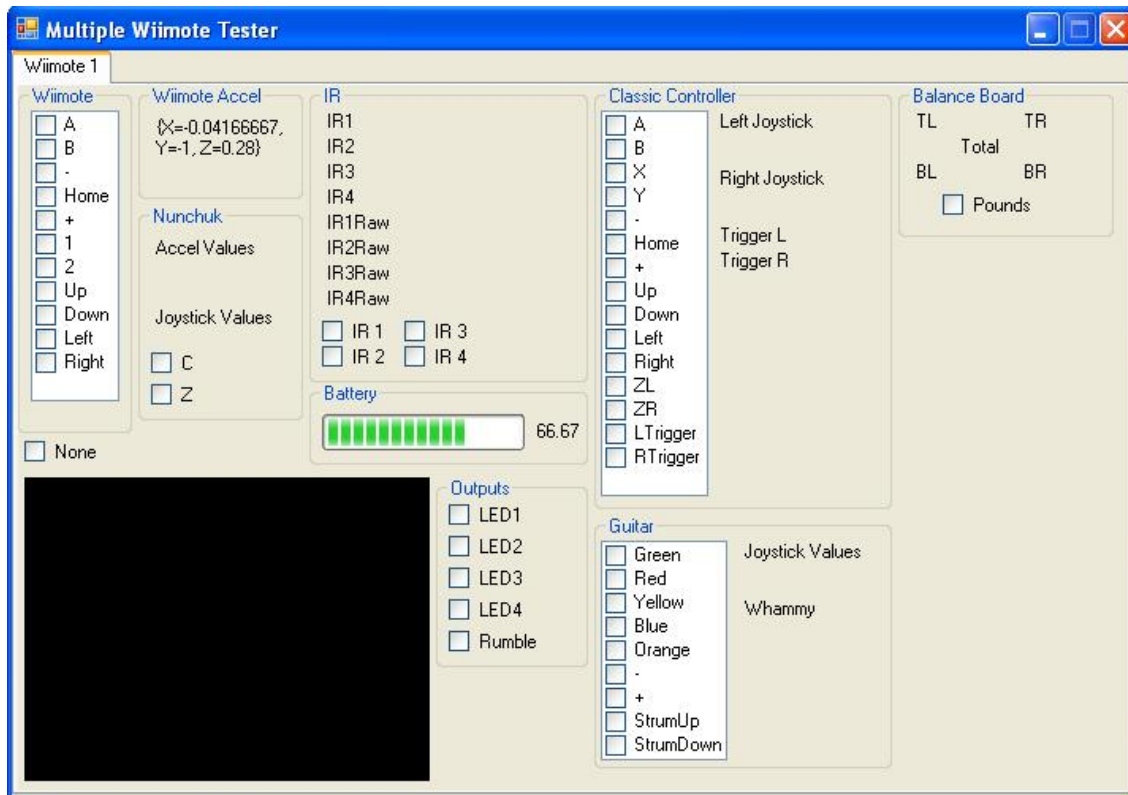 Multiple Wiimote Tester
Wiimote 1
Wiimote
A
B
-
Home
+
1
2
Up
Down
Left
Right
None
Wiimote Accel
{X=-0.04166667,
Y=-1, Z=0.28}
Nunchuk
Accel Values
Joystick Values
C
Z
IR
IR1
IR2
IR3
IR4
IR1Raw
IR2Raw
IR3Raw
IR4Raw
IR 1 IR 3
IR 2 IR 4
Battery
66.67
Outputs
LED1
LED2
LED3
LED4
Rumble
Classic Controller
A
B
X
Y
-
Home
+
Up
Down
Left
Right
ZL
ZR
LTrigger
RTrigger
Left Joystick
Right Joystick
Trigger L
Trigger R
Guitar
Green
Red
Yellow
Blue
Orange
-
+
StrumUp
StrumDown
Joystick Values
Whammy
Balance Board
TL TR
Total
BL BR
Pounds